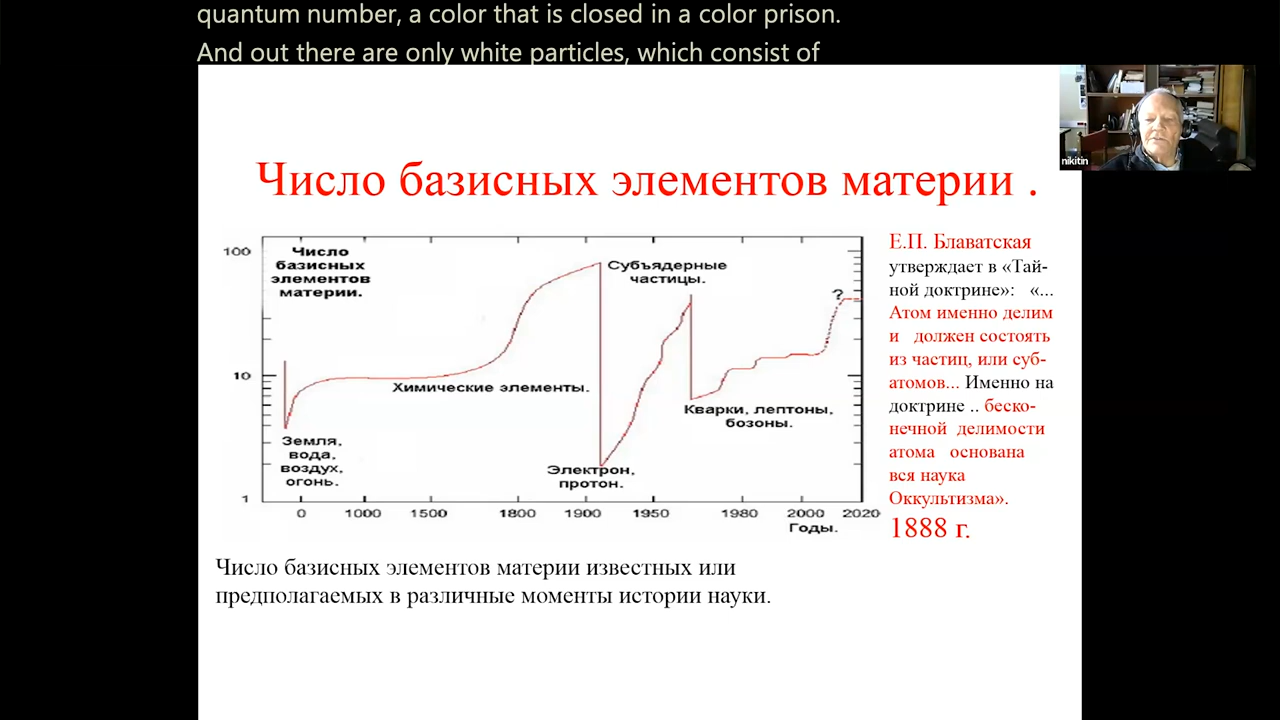 quantum number, a color that is closed in a color prison.
And out there are only white particles, which consist of
nikitin
Число базисных элементов материи .
100
10
1
Число
базисных
элементов
материи.
Субъядерные
частицы.
?
Химические элементы.
Кварки, лептоны,
бозоны.
Земля,
вода,
воздух,
огонь.
Электрон,
протон.
0 1000 1500 1800 1900 1950 1980 2000 2020
Годы.
Е.П. Блаватская
утверждает в «Тай-
ной доктрине»: «...
Атом именно делим
и должен состоять
из частиц, или суб-
атомов... Именно на
доктрине .. беско-
нечной делимости
атома основана
вся наука
Оккультизма».
1888 г.
Число базисных элементов материи известных или
предполагаемых в различные моменты истории науки.